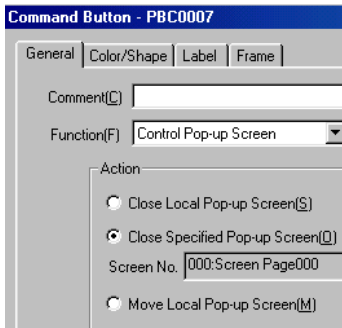 Command Button - PBC0007
General Color/Shape Label Frame
Comment(C)
Function(F) Control Pop-up Screen
Action
Close Local Pop-up Screen(S)
Close Specified Pop-up Screen(O)
Screen No. 000:Screen Page000
Move Local Pop-up Screen(M)